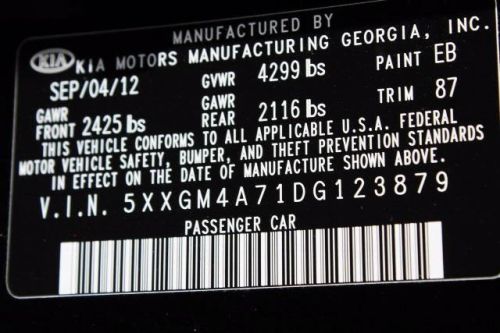 MANUFACTURED BY
KIA KIA MOTORS MANUFACTURING GEORGIA, INC.
SEP/04/12 GVWR 4299 lbs PAINT EB
GAWR FRONT 2425 lbs GAWR REAR 2116 lbs TRIM 87
THIS VEHICLE CONFORMS TO ALL APPLICABLE U.S.A. FEDERAL
MOTOR VEHICLE SAFETY, BUMPER, AND THEFT PREVENTION STANDARDS
IN EFFECT ON THE DATE OF MANUFACTURE SHOWN ABOVE.
V.I.N. 5XXGM4A71DG123879
PASSENGER CAR